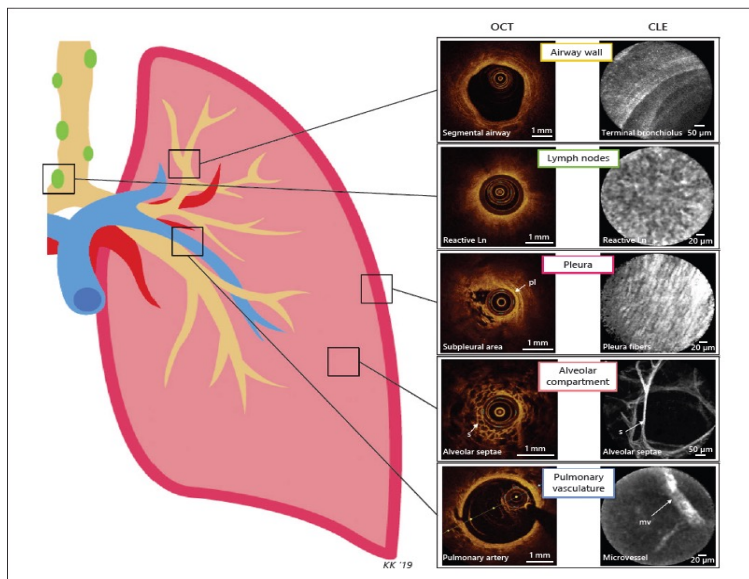 OCT CLE
Airway wall
Segmental airway 1 mm Terminal bronchiolus 50 µm
Lymph nodes
Reactive Ln 1 mm Reactive Ln 20 µm
Pleura
pl
Subpleural area 1 mm Pleura fibers 20 µm
Alveolar
compartment
s s
Alveolar septae 1 mm Alveolar septae 50 µm
Pulmonary
vasculature
mv
Pulmonary artery 1 mm Microvessel 20 µm
KK '19